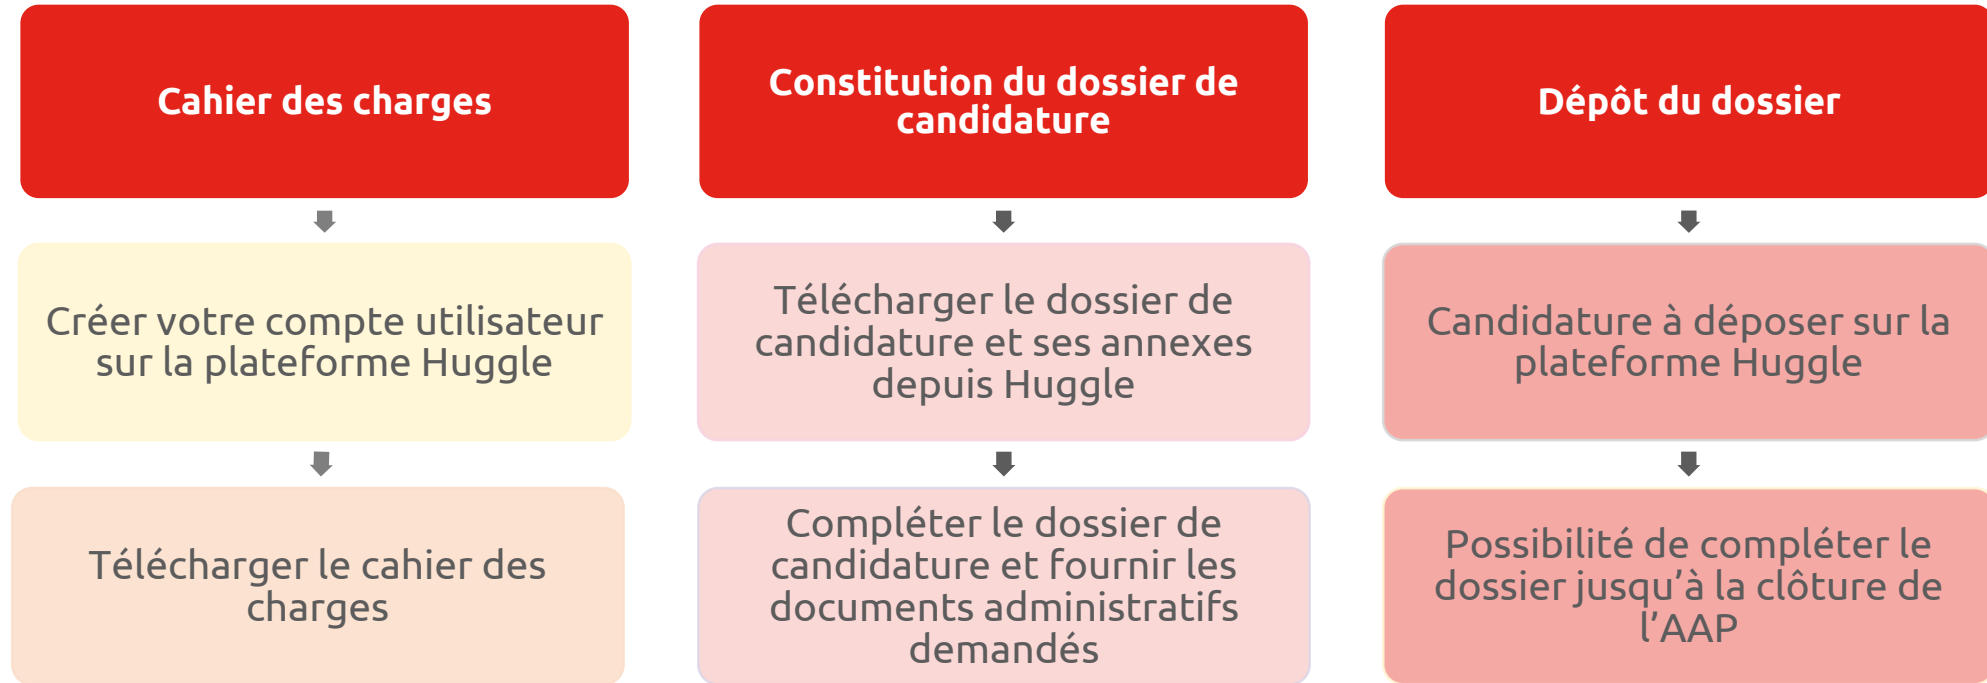 Cahier des charges
Créer votre compte utilisateur
sur la plateforme Huggle
Télécharger le cahier des
charges
Constitution du dossier de
candidature
Télécharger le dossier de
candidature et ses annexes
depuis Huggle
Compléter le dossier de
candidature et fournir les
documents administratifs
demandés
Dépôt du dossier
Candidature à déposer sur la
plateforme Huggle
Possibilité de compléter le
dossier jusqu’à la clôture de
l’AAP